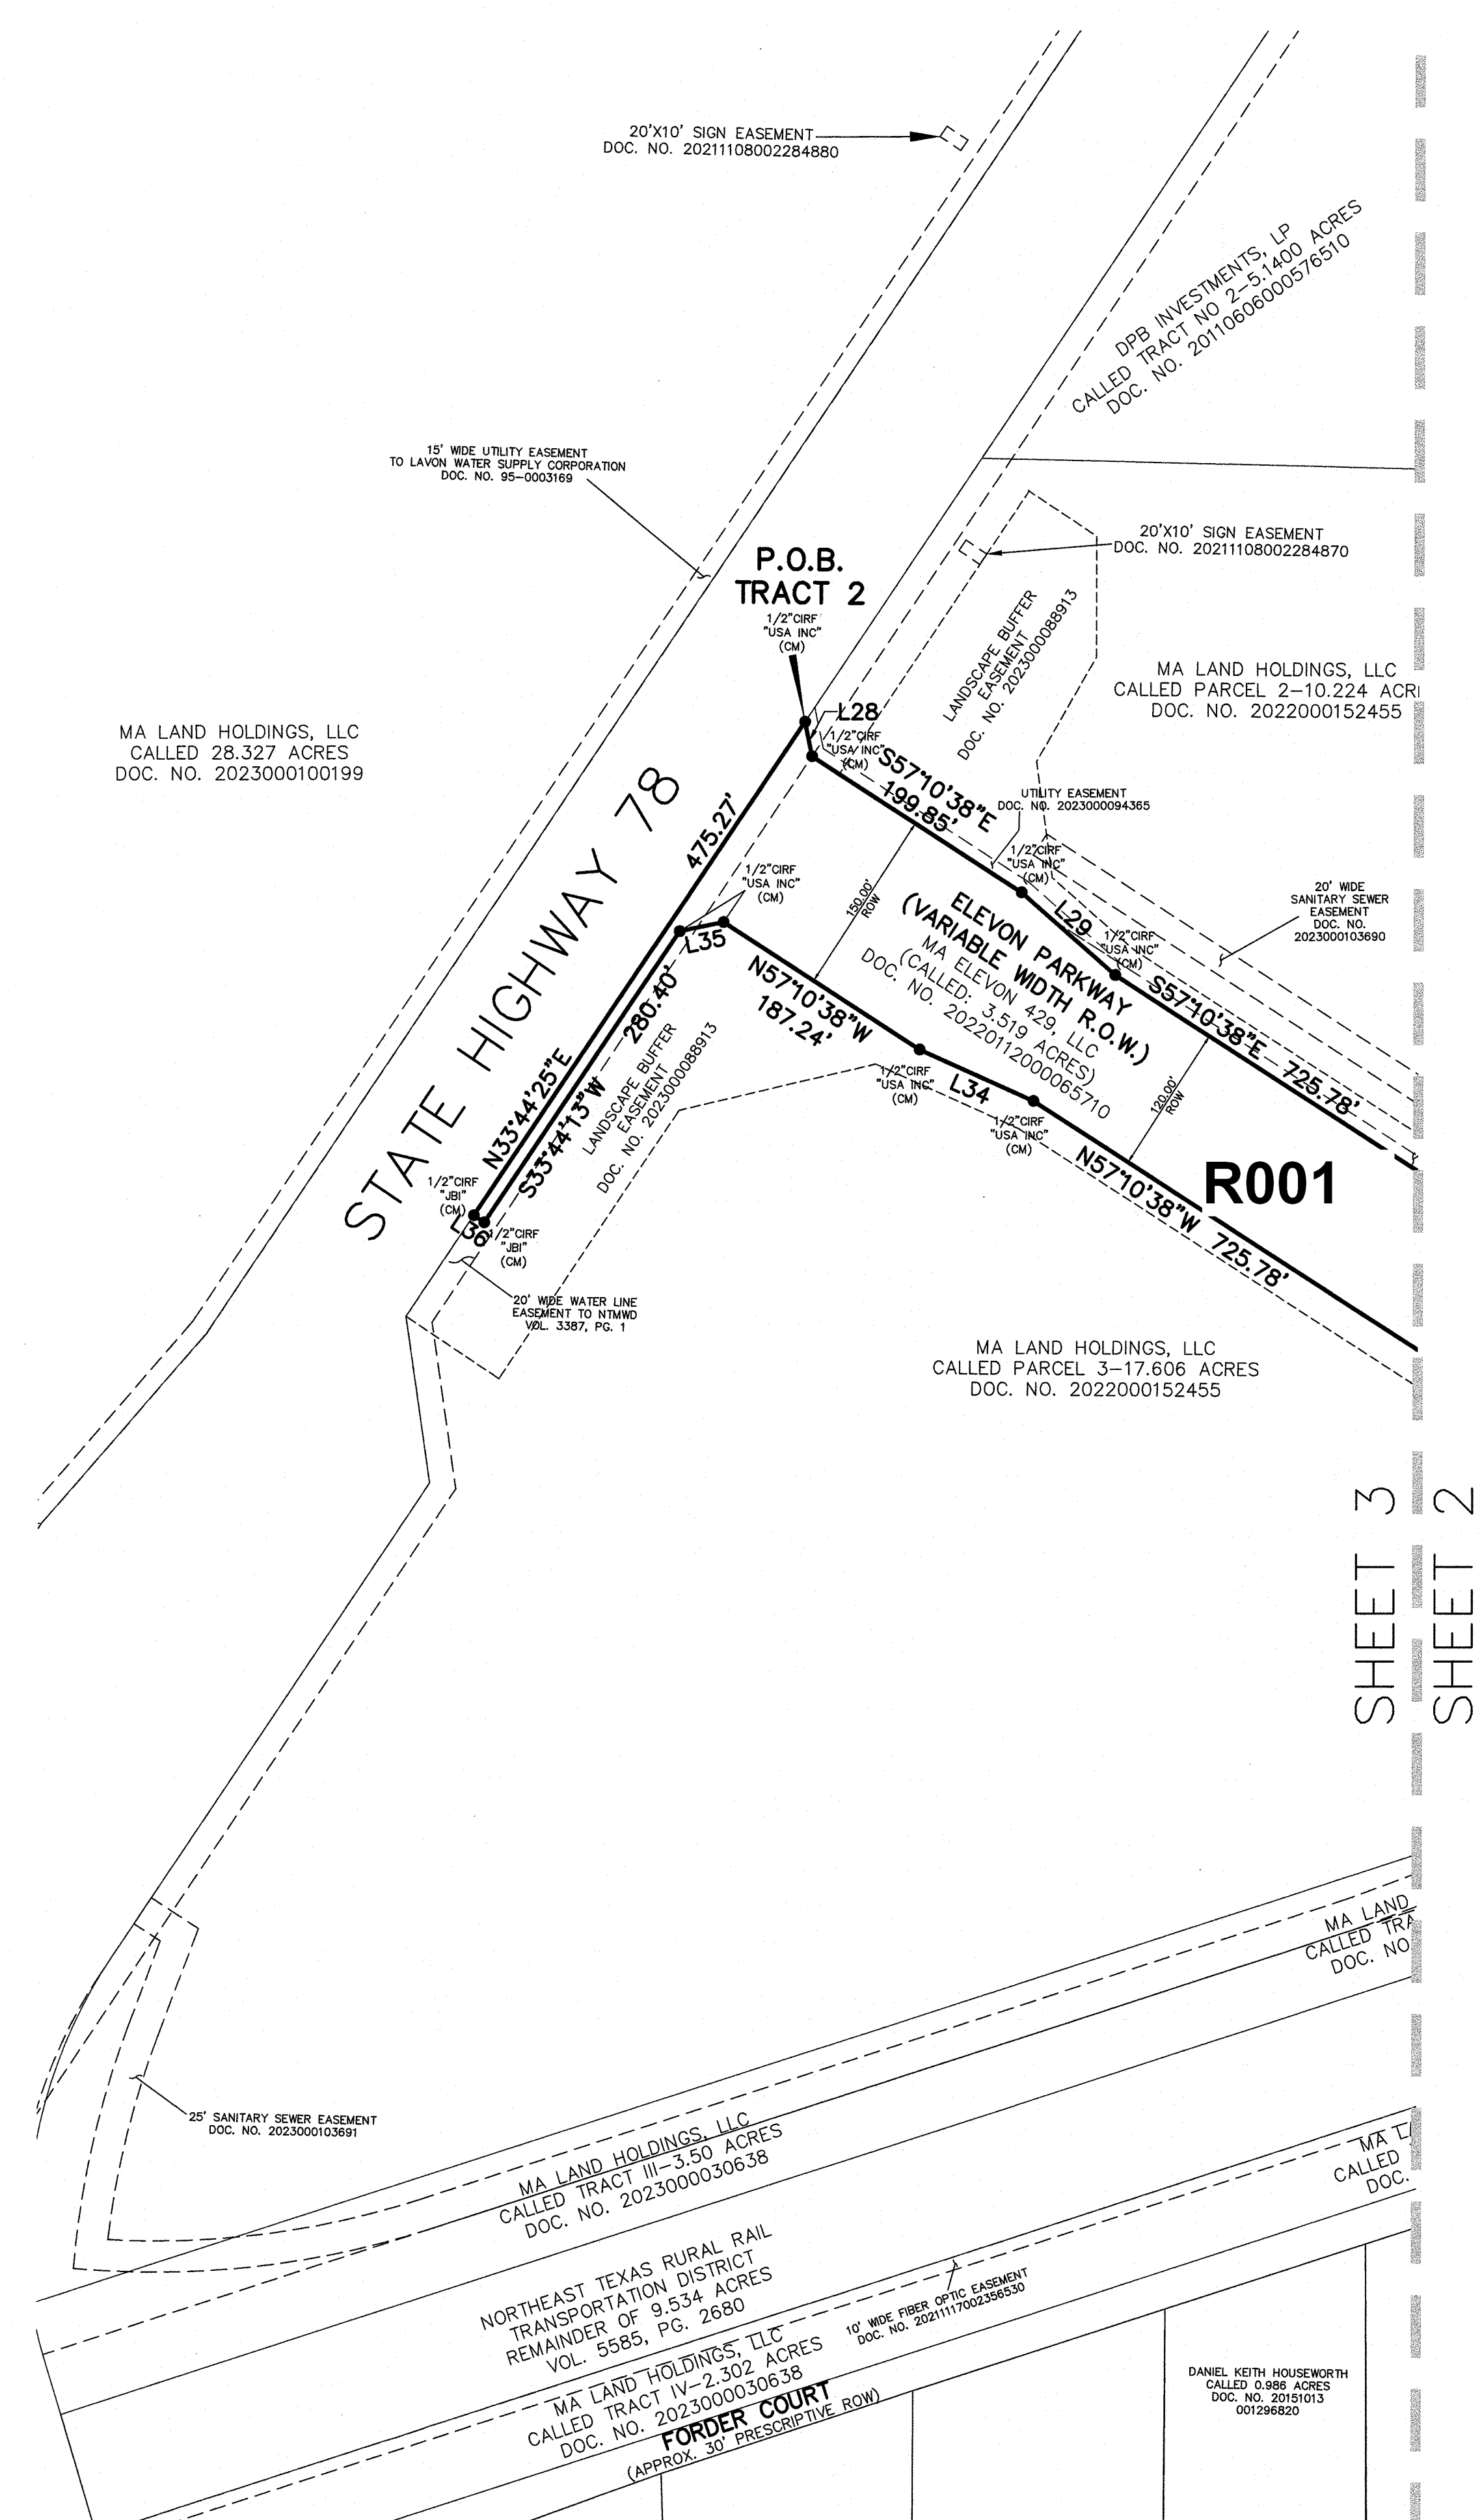 20'X10' SIGN EASEMENT
DOC. NO. 20211108002284880
DPB INVESTMENTS, LP
CALLED TRACT NO 2-5.1400 ACRES
DOC. NO. 20110606000576510
15' WIDE UTILITY EASEMENT
TO LAVON WATER SUPPLY CORPORATION
DOC. NO. 95-0003169
20'X10' SIGN EASEMENT
DOC. NO. 20211108002284870
P.O.B.
TRACT 2
1/2"CIRF
"USA INC"
(CM)
LANDSCAPE BUFFER
EASEMENT
DOC. NO. 2023000088913
MA LAND HOLDINGS, LLC
CALLED PARCEL 2-10.224 ACRI
DOC. NO. 2022000152455
MA LAND HOLDINGS, LLC
CALLED 28.327 ACRES
DOC. NO. 2023000100199
L28
1/2"CIRF
"USA INC"
(CM)
S57°10'38"E
199.85'
UTILITY EASEMENT
DOC. NO. 2023000094365
STATE HIGHWAY 78
475.27'
N33°44'25"E
1/2"CIRF
"USA INC"
(CM)
L35
150.00'
ROW
1/2"CIRF
"USA INC"
(CM)
L29
1/2"CIRF
"USA INC"
(CM)
20' WIDE
SANITARY SEWER
EASEMENT
DOC. NO.
2023000103690
ELEVON PARKWAY
(VARIABLE WIDTH R.O.W.)
MA ELEVON 429, LLC
(CALLED: 3.519 ACRES)
DOC. NO. 20220112000065710
S57°10'38"E 725.78'
N57°10'38"W
187.24'
280.40'
S33°44'13"W
LANDSCAPE BUFFER
EASEMENT
DOC. NO. 2023000088913
1/2"CIRF
"USA INC"
(CM)
L34
1/2"CIRF
"USA INC"
(CM)
120.00'
ROW
N57°10'38"W 725.78'
R001
1/2"CIRF
"JBI"
(CM)
L36
1/2"CIRF
"JBI"
(CM)
20' WIDE WATER LINE
EASEMENT TO NTMWD
VOL. 3387, PG. 1
MA LAND HOLDINGS, LLC
CALLED PARCEL 3-17.606 ACRES
DOC. NO. 2022000152455
SHEET 3
SHEET 2
MA LAND
CALLED TRA
DOC. NO
25' SANITARY SEWER EASEMENT
DOC. NO. 2023000103691
MA LAND HOLDINGS, LLC
CALLED TRACT III-3.50 ACRES
DOC. NO. 2023000030638
MA LA
CALLED
DOC.
NORTHEAST TEXAS RURAL RAIL
TRANSPORTATION DISTRICT
REMAINDER OF 9.534 ACRES
VOL. 5585, PG. 2680
10' WIDE FIBER OPTIC EASEMENT
DOC. NO. 20211117002356530
MA LAND HOLDINGS, LLC
CALLED TRACT IV-2.302 ACRES
DOC. NO. 2023000030638
FORDER COURT
(APPROX. 30' PRESCRIPTIVE ROW)
DANIEL KEITH HOUSEWORTH
CALLED 0.986 ACRES
DOC. NO. 20151013
001296820